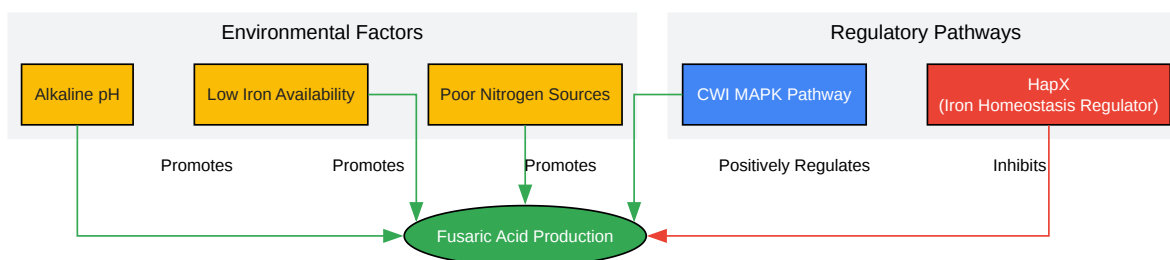 Environmental Factors
Regulatory Pathways
Alkaline pH
Low Iron Availability
Poor Nitrogen Sources
CWI MAPK Pathway
HapX
(Iron Homeostasis Regulator)
Promotes
Promotes
Promotes
Positively Regulates
Inhibits
Fusaric Acid Production